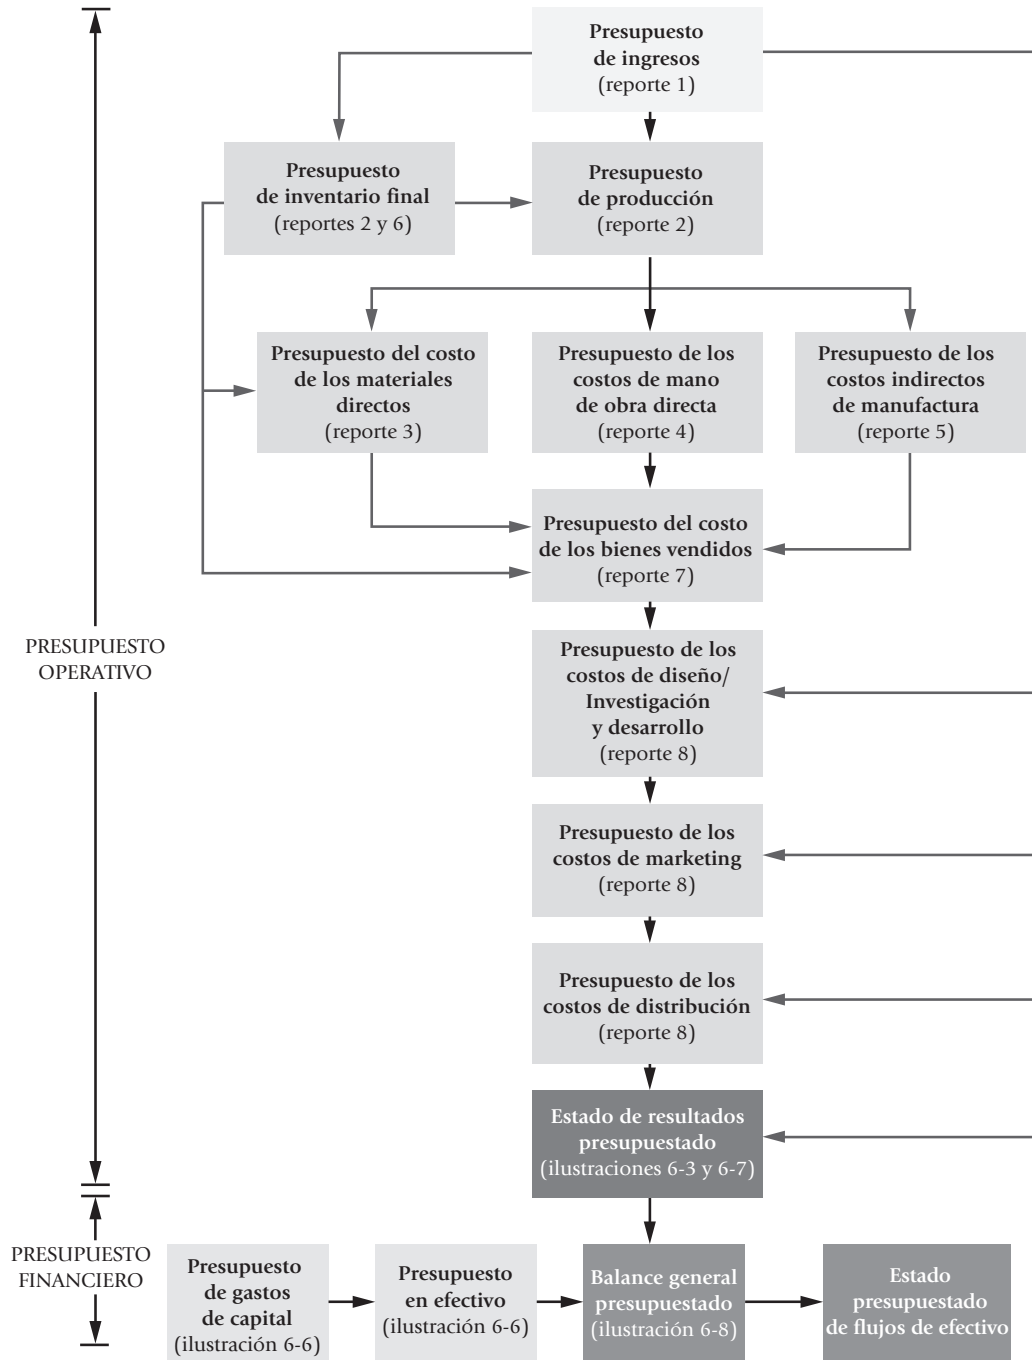 Presupuesto
de ingresos
(reporte 1)
Presupuesto
de inventario final
(reportes 2 y 6)
Presupuesto
de producción
(reporte 2)
Presupuesto del costo
de los materiales
directos
(reporte 3)
Presupuesto de los
costos de mano
de obra directa
(reporte 4)
Presupuesto de los
costos indirectos
de manufactura
(reporte 5)
Presupuesto del costo
de los bienes vendidos
(reporte 7)
PRESUPUESTO
OPERATIVO
Presupuesto de los
costos de diseño/
Investigación
y desarrollo
(reporte 8)
Presupuesto de los
costos de marketing
(reporte 8)
Presupuesto de los
costos de distribución
(reporte 8)
Estado de resultados
presupuestado
(ilustraciones 6-3 y 6-7)
PRESUPUESTO
FINANCIERO
Presupuesto
de gastos
de capital
(ilustración 6-6)
Presupuesto
en efectivo
(ilustración 6-6)
Balance general
presupuestado
(ilustración 6-8)
Estado
presupuestado
de flujos de efectivo